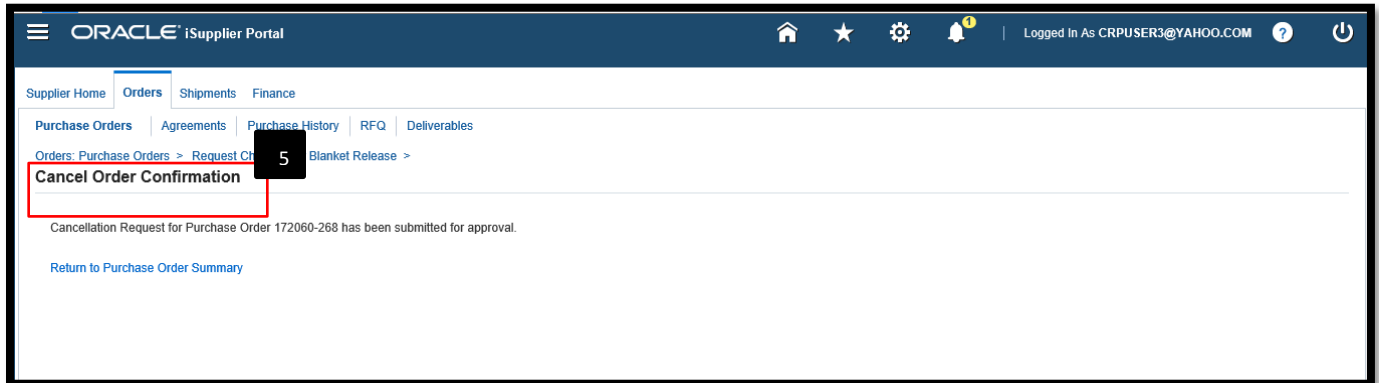 ORACLE iSupplier Portal
1
Logged In As CRPUSER3@YAHOO.COM ?
Supplier Home Orders Shipments Finance
Purchase Orders Agreements Purchase History RFQ Deliverables
Orders: Purchase Orders > Request Ch Blanket Release >
5
Cancel Order Confirmation
Cancellation Request for Purchase Order 172060-268 has been submitted for approval.
Return to Purchase Order Summary